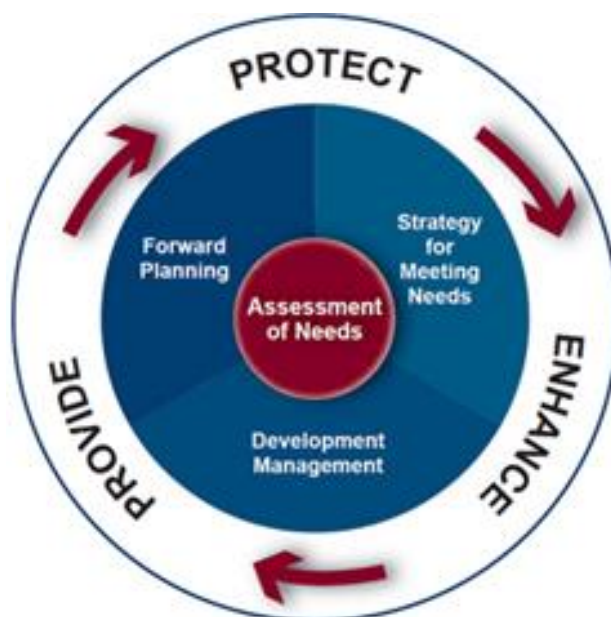 PROTECT
Forward
Planning
Strategy
for
Meeting
Needs
Assessment
of Needs
Development
Management
ENHANCE
PROVIDE